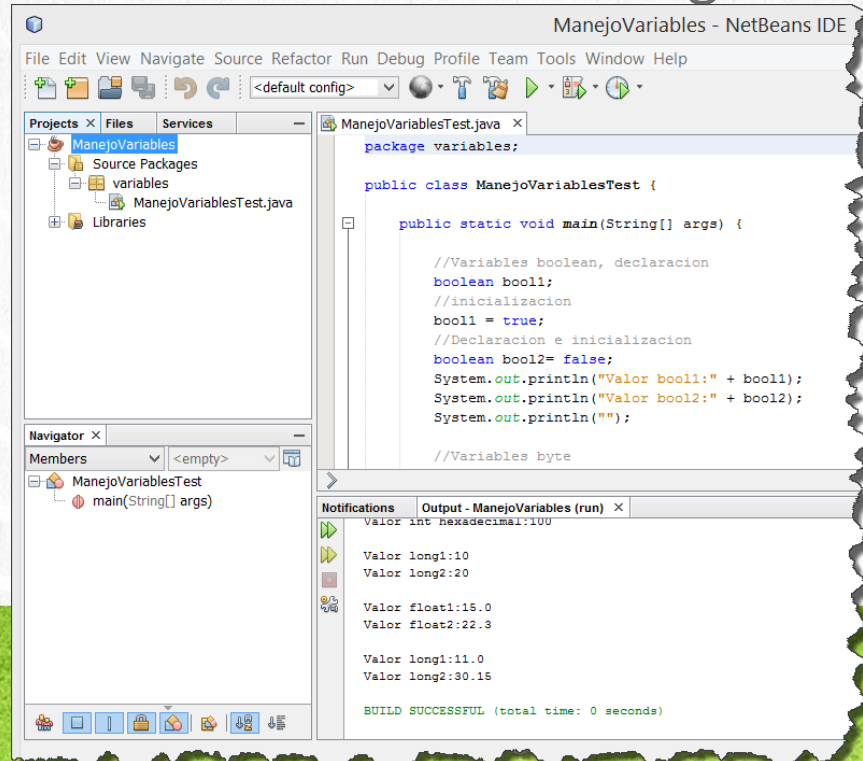 ManejoVariables - NetBeans IDE
File Edit View Navigate Source Refactor Run Debug Profile Team Tools Window Help
<default config>
Projects Files Services
ManejoVariables
Source Packages
variables
ManejoVariablesTest.java
Libraries
ManejoVariablesTest.java
package variables;
public class ManejoVariablesTest {
public static void main(String[] args) {
//Variables boolean, declaracion
boolean bool1;
//inicializacion
bool1 = true;
//Declaracion e inicializacion
boolean bool2= false;
System.out.println("Valor bool1:" + bool1);
System.out.println("Valor bool2:" + bool2);
System.out.println("");
//Variables byte
Navigator
Members <empty>
ManejoVariablesTest
main(String[] args)
Notifications Output - ManejoVariables (run)
Valor int hexadecimal:100
Valor long1:10
Valor long2:20
Valor float1:15.0
Valor float2:22.3
Valor long1:11.0
Valor long2:30.15
BUILD SUCCESSFUL (total time: 0 seconds)